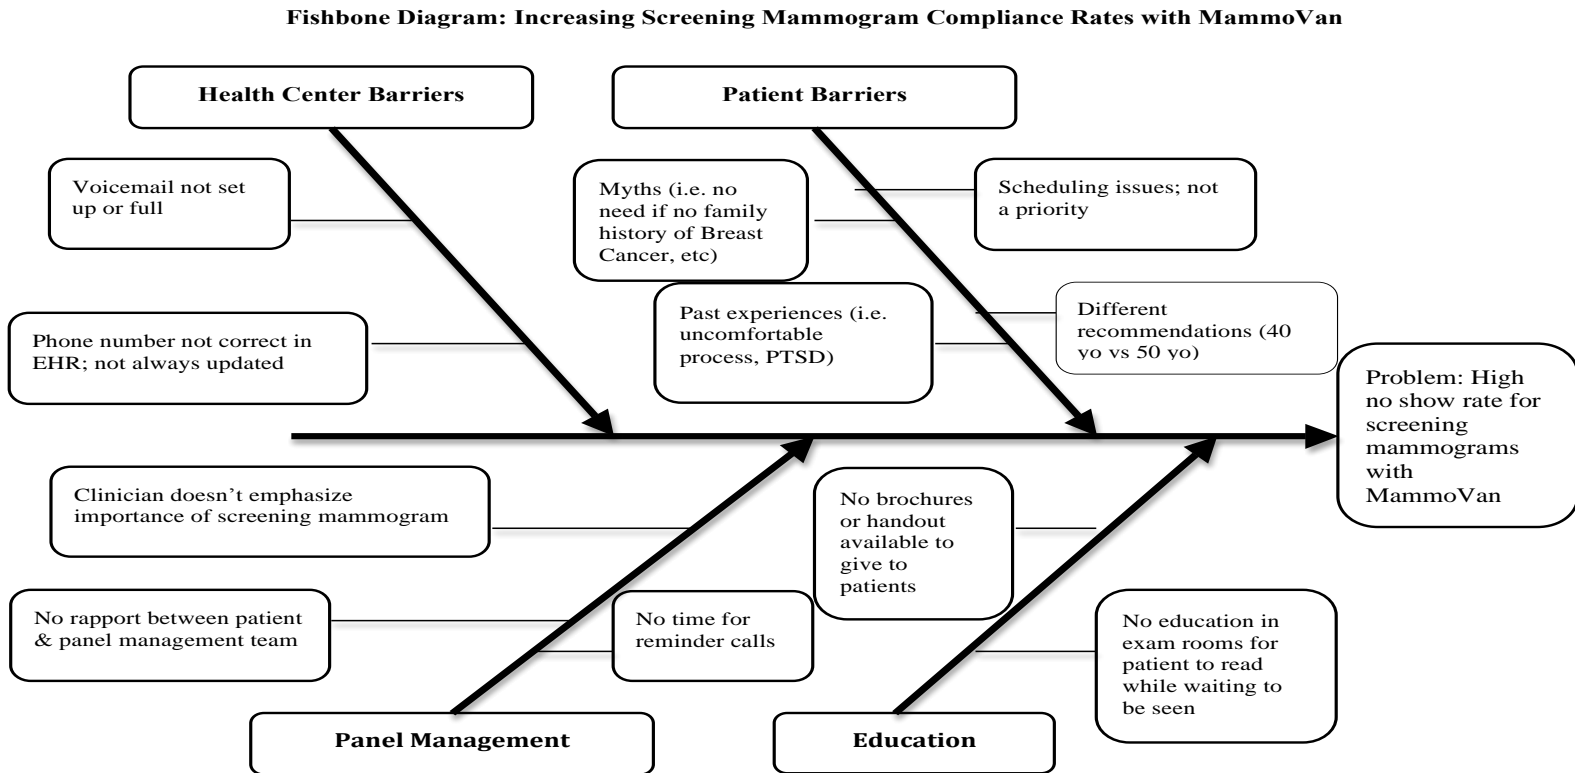 Fishbone Diagram: Increasing Screening Mammogram Compliance Rates with MammoVan
Health Center Barriers
Patient Barriers
Voicemail not set
up or full
Myths (i.e. no
need if no family
history of Breast
Cancer, etc)
Scheduling issues; not
a priority
Phone number not correct in
EHR; not always updated
Past experiences (i.e.
uncomfortable
process, PTSD)
Different
recommendations (40
yo vs 50 yo)
Problem: High
no show rate for
screening
mammograms
with
MammoVan
Clinician doesn’t emphasize
importance of screening mammogram
No brochures
or handout
available to
give to
patients
No rapport between patient
& panel management team
No time for
reminder calls
No education in
exam rooms for
patient to read
while waiting to
be seen
Panel Management
Education